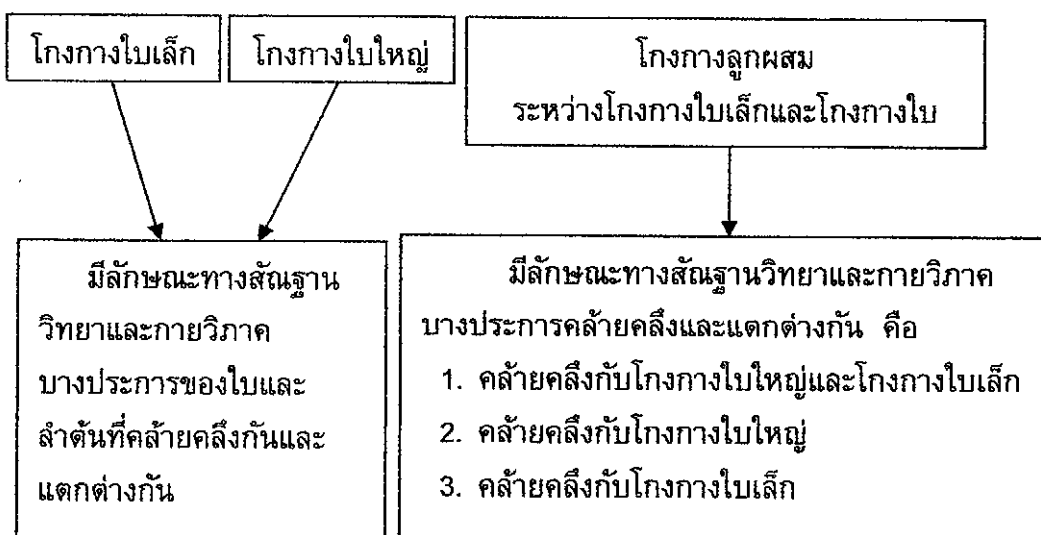 โกงกางใบเล็ก
โกงกางใบใหญ่
โกงกางลูกผสม
ระหว่างโกงกางใบเล็กและโกงกางใบ
มีลักษณะทางสัณฐาน
วิทยาและกายวิภาค
บางประการของใบและ
ลำต้นที่คล้ายคลึงกันและ
แตกต่างกัน
มีลักษณะทางสัณฐานวิทยาและกายวิภาค
บางประการคล้ายคลึงและแตกต่างกัน คือ
1. คล้ายคลึงกับโกงกางใบใหญ่และโกงกางใบเล็ก
2. คล้ายคลึงกับโกงกางใบใหญ่
3. คล้ายคลึงกับโกงกางใบเล็ก